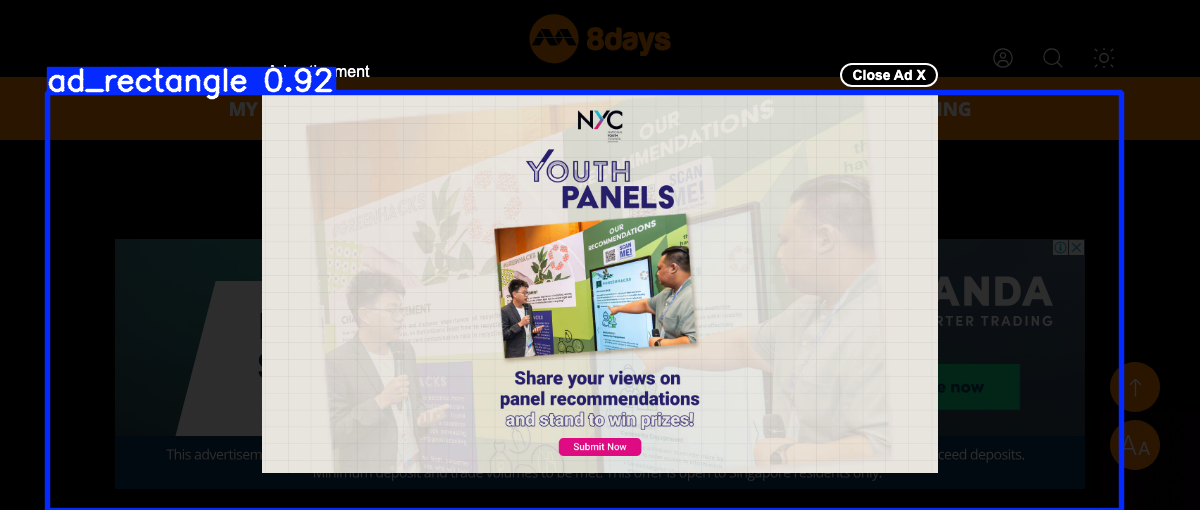 8days
Advertisement
ad_rectangle 0.92
Close Ad X
MY
ING
NYC
YOUTH
PANELS
OUR
RECOMMENDATIONS
SCAN
ME!
Share your views on
panel recommendations
and stand to win prizes!
Submit Now
ANDA
RTER TRADING
e now
This advertisem
ceed deposits.
Minimum deposit and trade volumes to be met. This offer is open to Singapore residents only.
AA